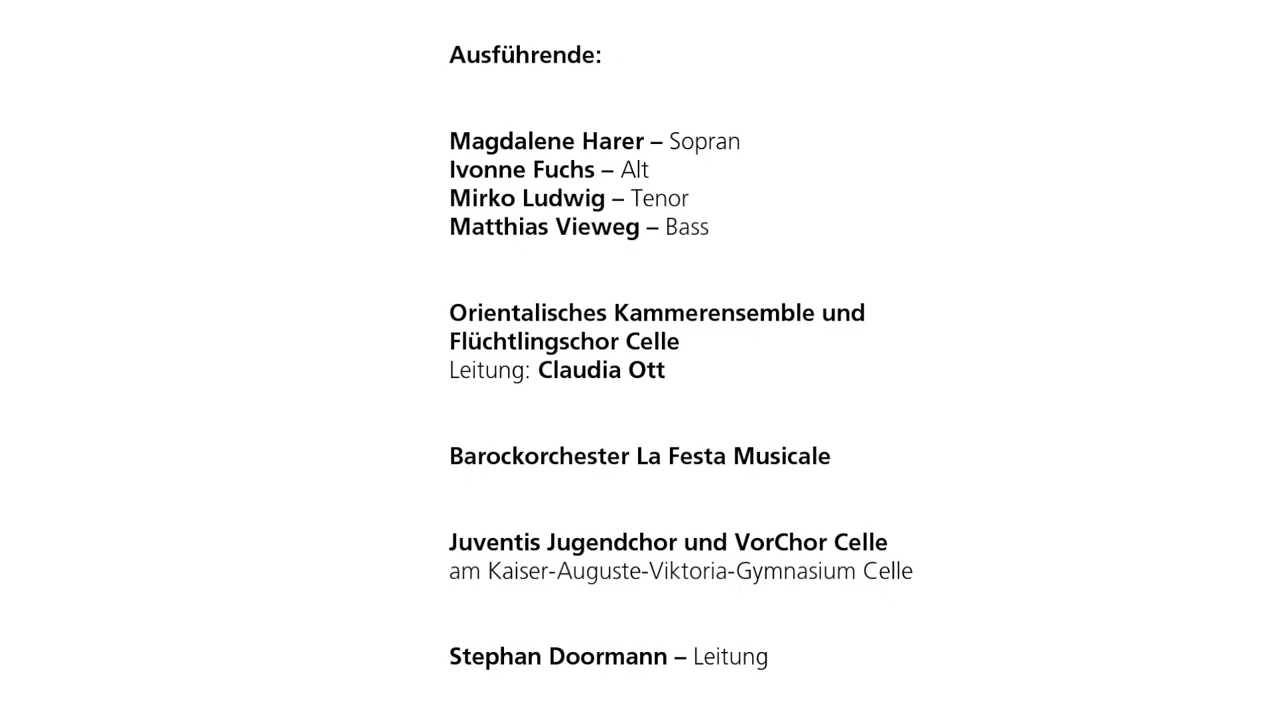 Ausführende:
Magdalene Harer – Sopran
Ivonne Fuchs – Alt
Mirko Ludwig – Tenor
Matthias Vieweg – Bass
Orientalisches Kammerensemble und
Flüchtlingschor Celle
Leitung: Claudia Ott
Barockorchester La Festa Musicale
Juventis Jugendchor und VorChor Celle
am Kaiser-Auguste-Viktoria-Gymnasium Celle
Stephan Doormann – Leitung